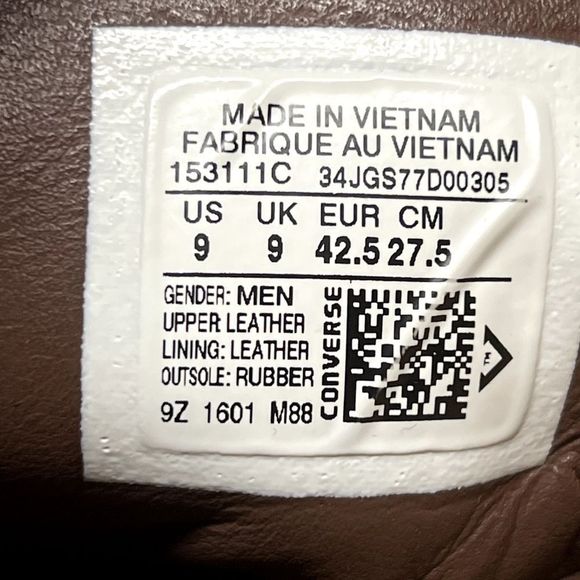 MADE IN VIETNAM
FABRIQUE AU VIETNAM
153111C 34JGS77D00305
US UK EUR CM
9 9 42.5 27.5
GENDER: MEN
UPPER: LEATHER
LINING: LEATHER
OUTSOLE: RUBBER
9Z 1601 M88
CONVERSE
TM